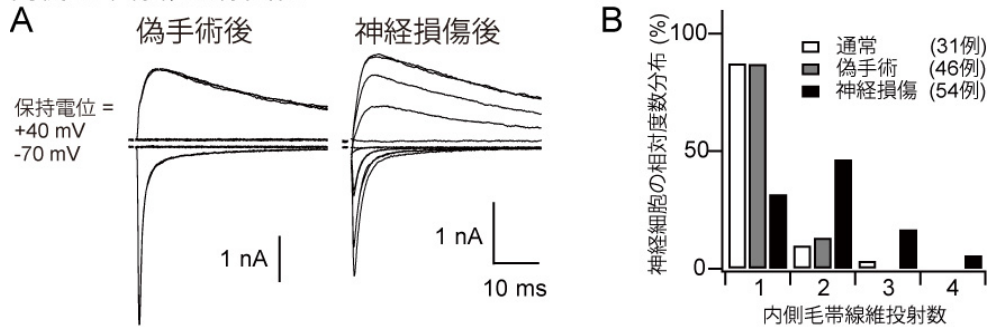 A
偽手術後
神経損傷後
保持電位 =
+40 mV
-70 mV
1 nA
1 nA
10 ms
B
神経細胞の相対度数分布 (%)
100
50
0
通常 (31例)
偽手術 (46例)
神経損傷 (54例)
1 2 3 4
内側毛帯線維投射数